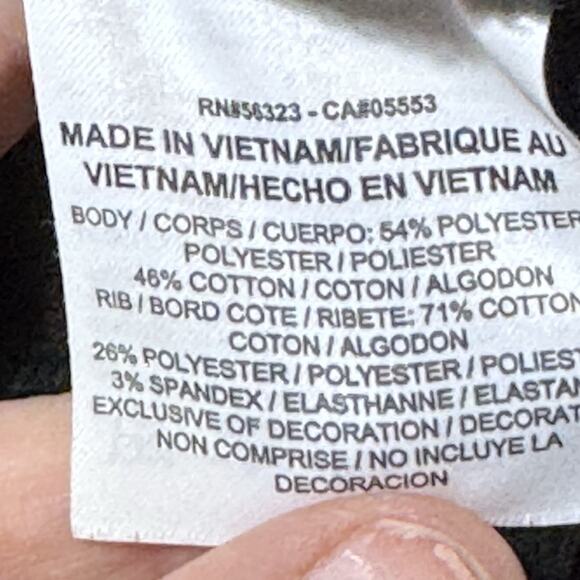 RN#56323 - CA#05553
MADE IN VIETNAM/FABRIQUE AU
VIETNAM/HECHO EN VIETNAM
BODY / CORPS / CUERPO: 54% POLYESTER
POLYESTER / POLIESTER
46% COTTON / COTON / ALGODON
RIB / BORD COTE / RIBETE: 71% COTTON
COTON / ALGODON
26% POLYESTER / POLYESTER / POLIEST
3% SPANDEX / ELASTHANNE / ELASTAN
EXCLUSIVE OF DECORATION / DECORAT
NON COMPRISE / NO INCLUYE LA
DECORACION